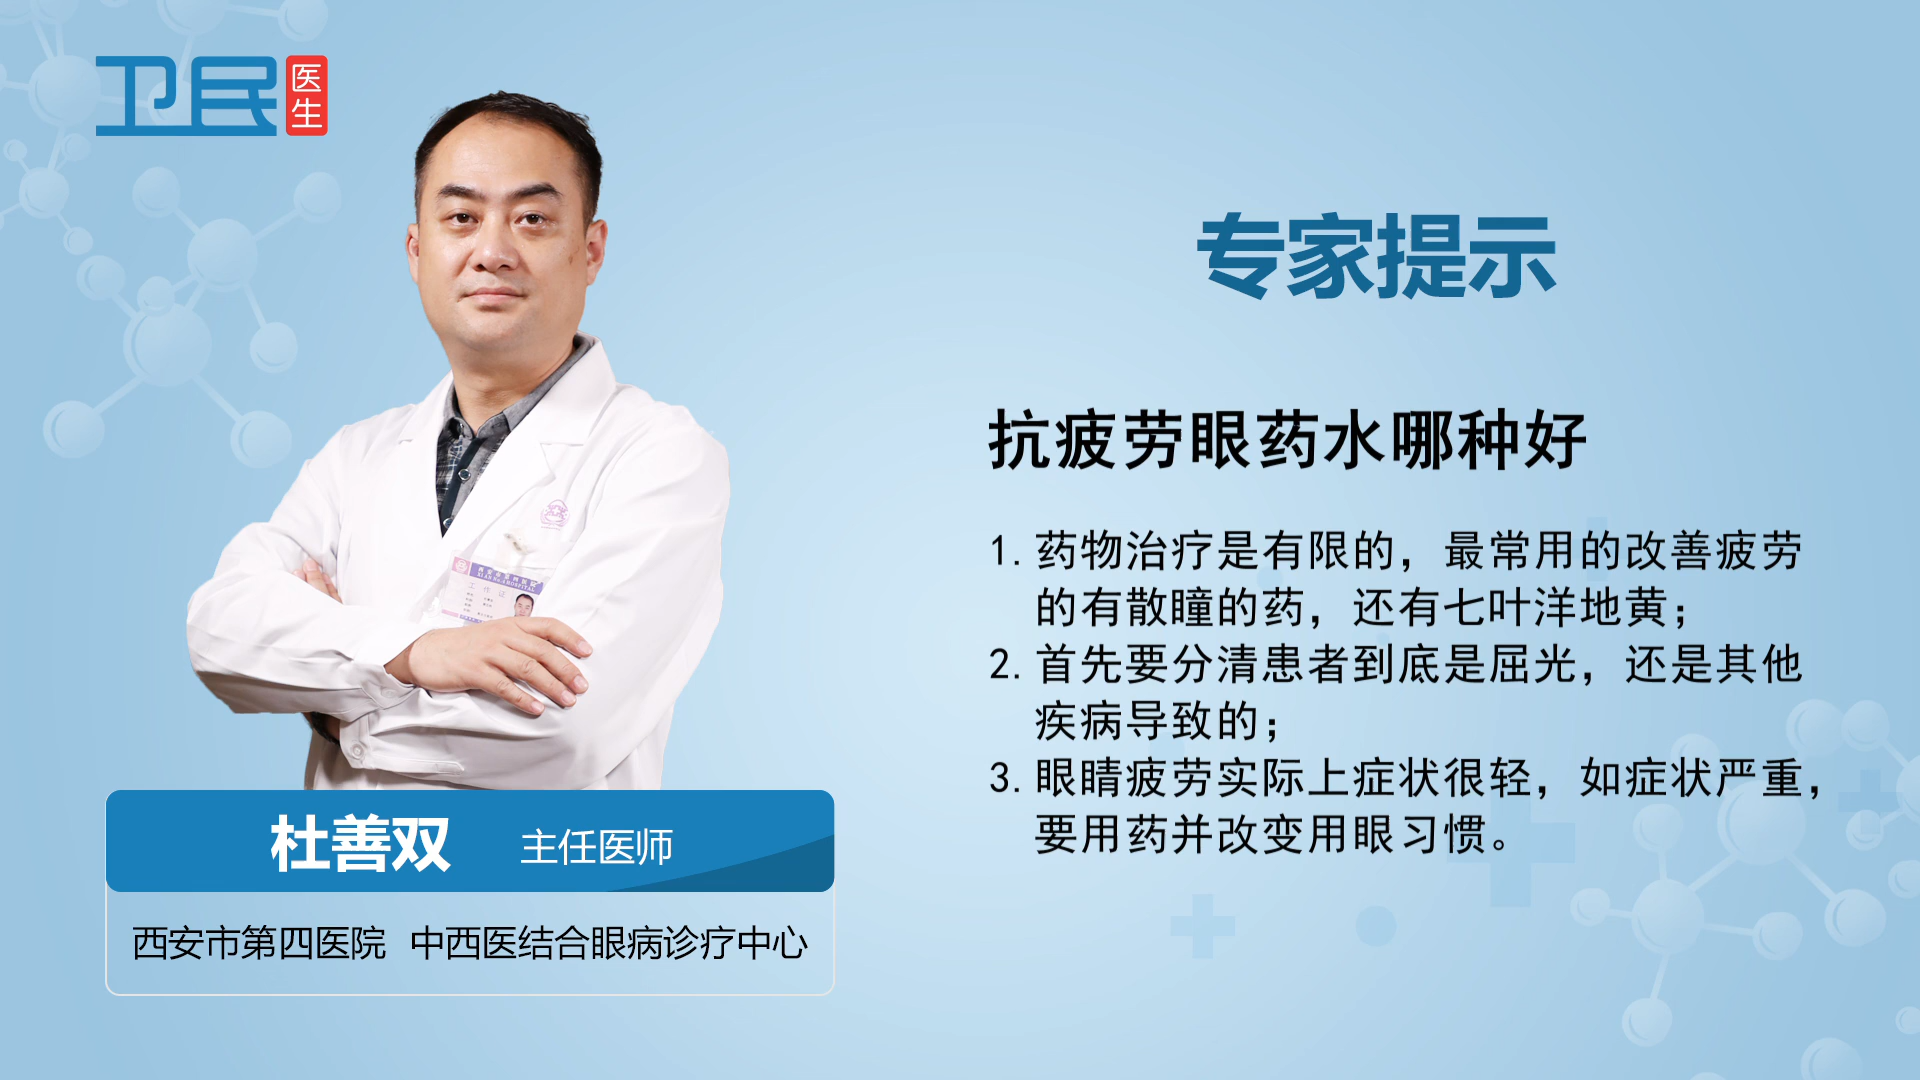 卫民医生
专家提示
抗疲劳眼药水哪种好
1. 药物治疗是有限的，最常用的改善疲劳
的有散瞳的药，还有七叶洋地黄；
2. 首先要分清患者到底是屈光，还是其他
疾病导致的；
3. 眼睛疲劳实际上症状很轻，如症状严重，
要用药并改变用眼习惯。
杜善双 主任医师
西安市第四医院 中西医结合眼病诊疗中心